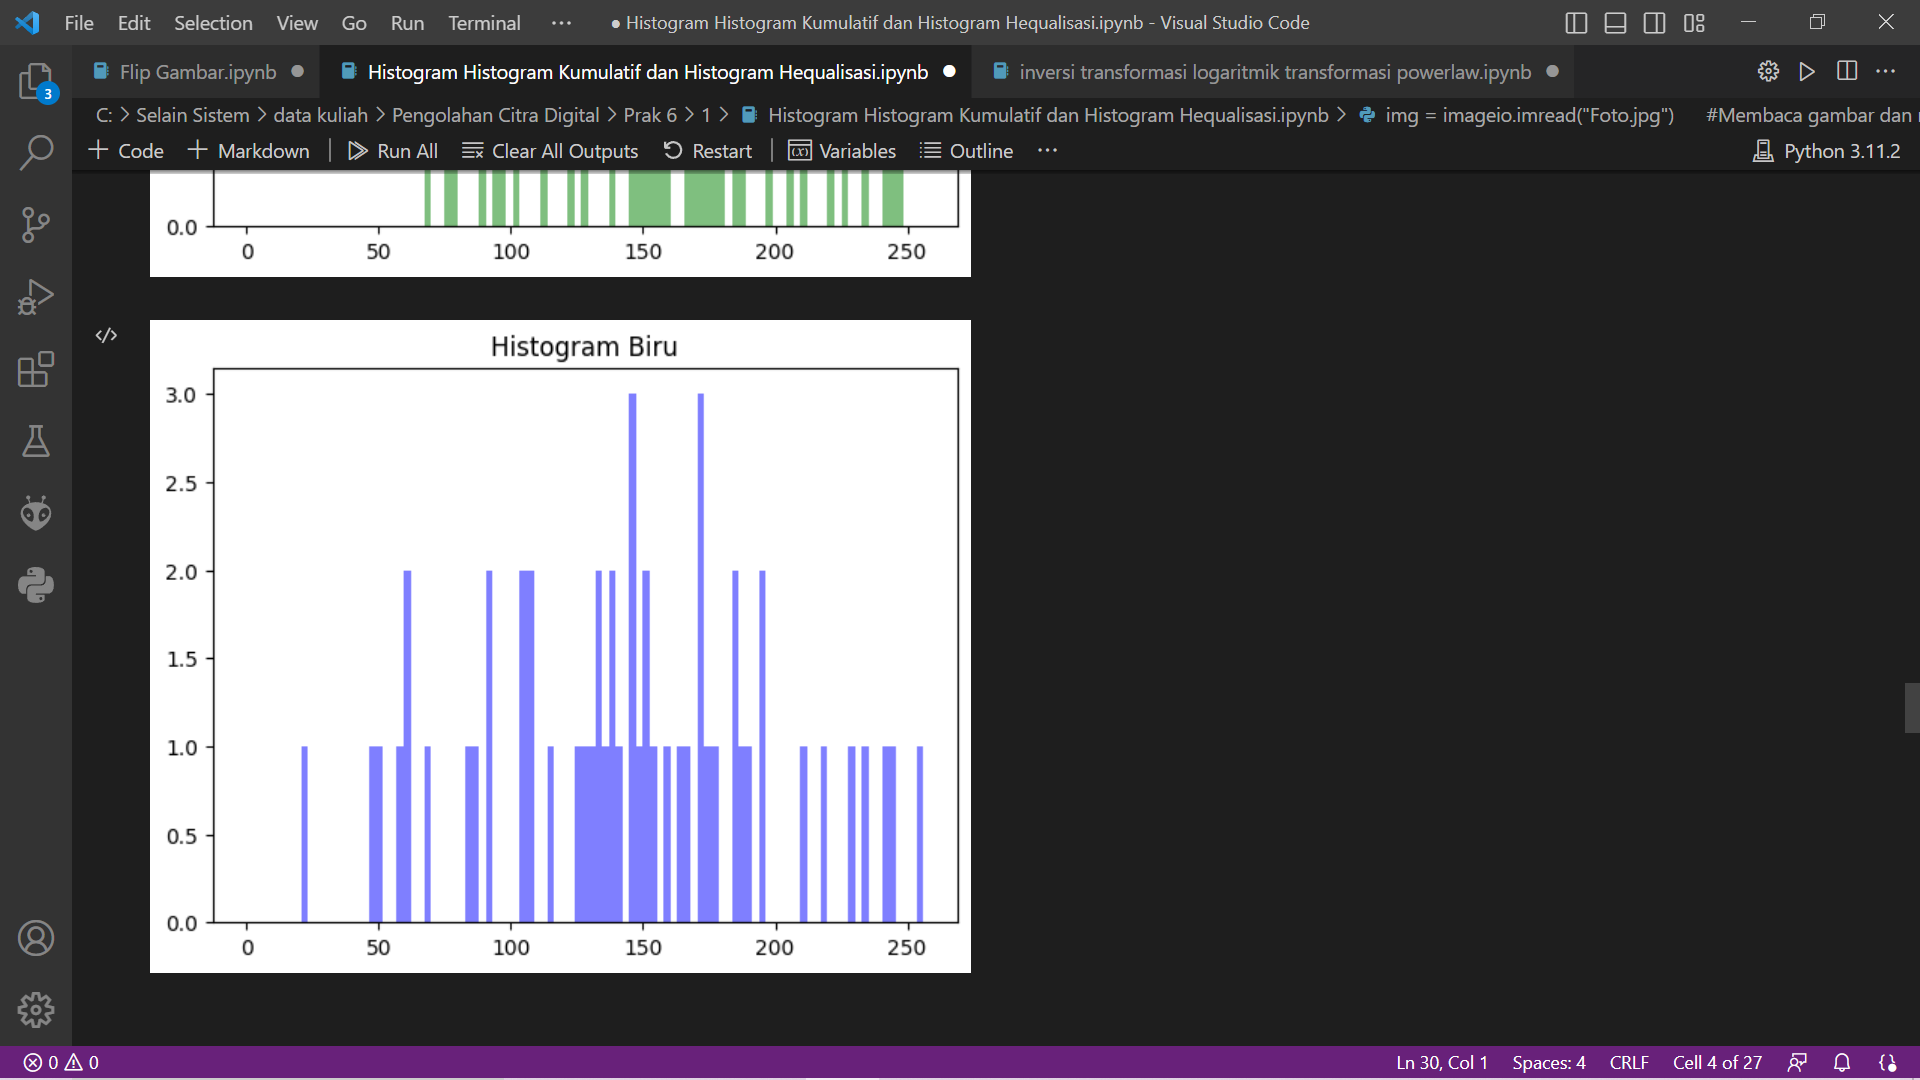 File Edit Selection View Go Run Terminal ··· ● Histogram Histogram Kumulatif dan Histogram Hequalisasi.ipynb - Visual Studio Code
3
Flip Gambar.ipynb Histogram Histogram Kumulatif dan Histogram Hequalisasi.ipynb inversi transformasi logaritmik transformasi powerlaw.ipynb
C: > Selain Sistem > data kuliah > Pengolahan Citra Digital > Prak 6 > 1 > Histogram Histogram Kumulatif dan Histogram Hequalisasi.ipynb > img = imageio.imread("Foto.jpg") #Membaca gambar dan
+ Code + Markdown Run All Clear All Outputs Restart Variables Outline ··· Python 3.11.2
0.0
0 50 100 150 200 250
Histogram Biru
3.0
2.5
2.0
1.5
1.0
0.5
0.0
0 50 100 150 200 250
0 0 Ln 30, Col 1 Spaces: 4 CRLF Cell 4 of 27